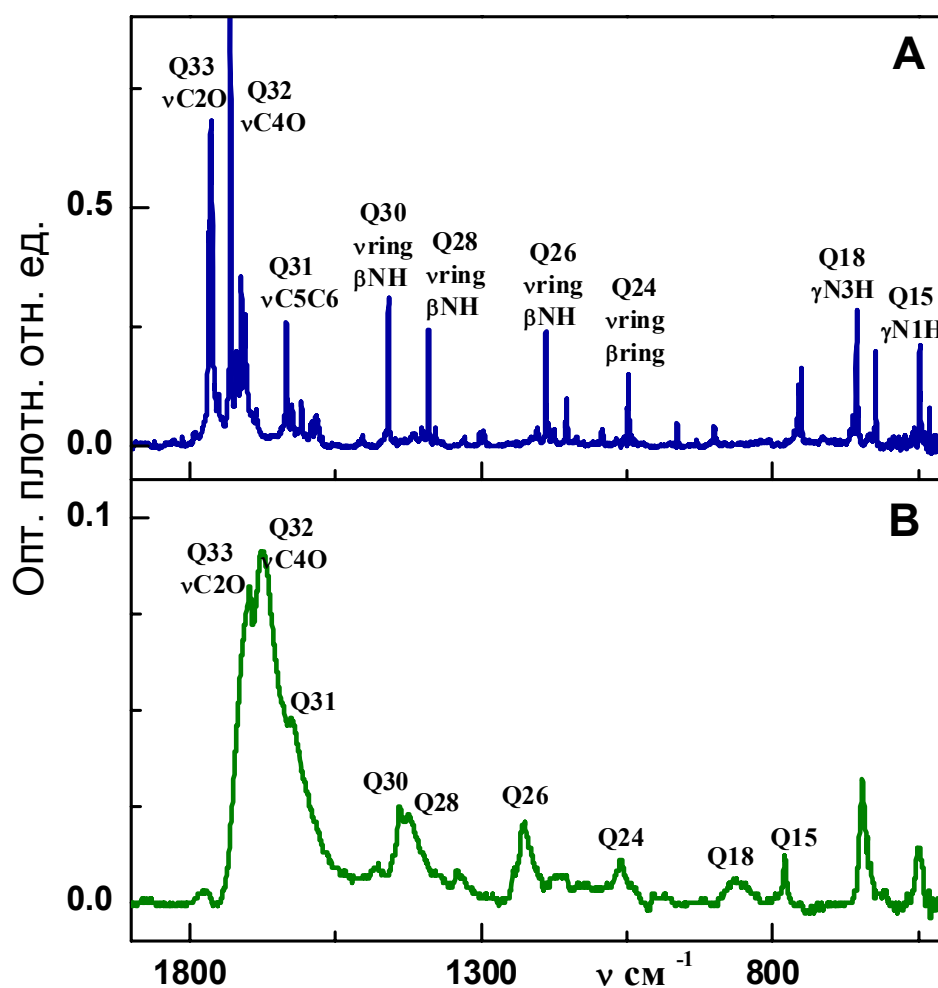 Опт. плотн. отн. ед.
A
Q33
νC2O
Q32
νC4O
0.5
Q31
νC5C6
Q30
νring
βNH
Q28
νring
βNH
Q26
νring
βNH
Q24
νring
βring
Q18
γN3H
Q15
γN1H
0.0
B
0.1
Q33
νC2O
Q32
νC4O
Q31
Q30
Q28
Q26
Q24
Q18
Q15
0.0
1800
1300
ν см -1
800